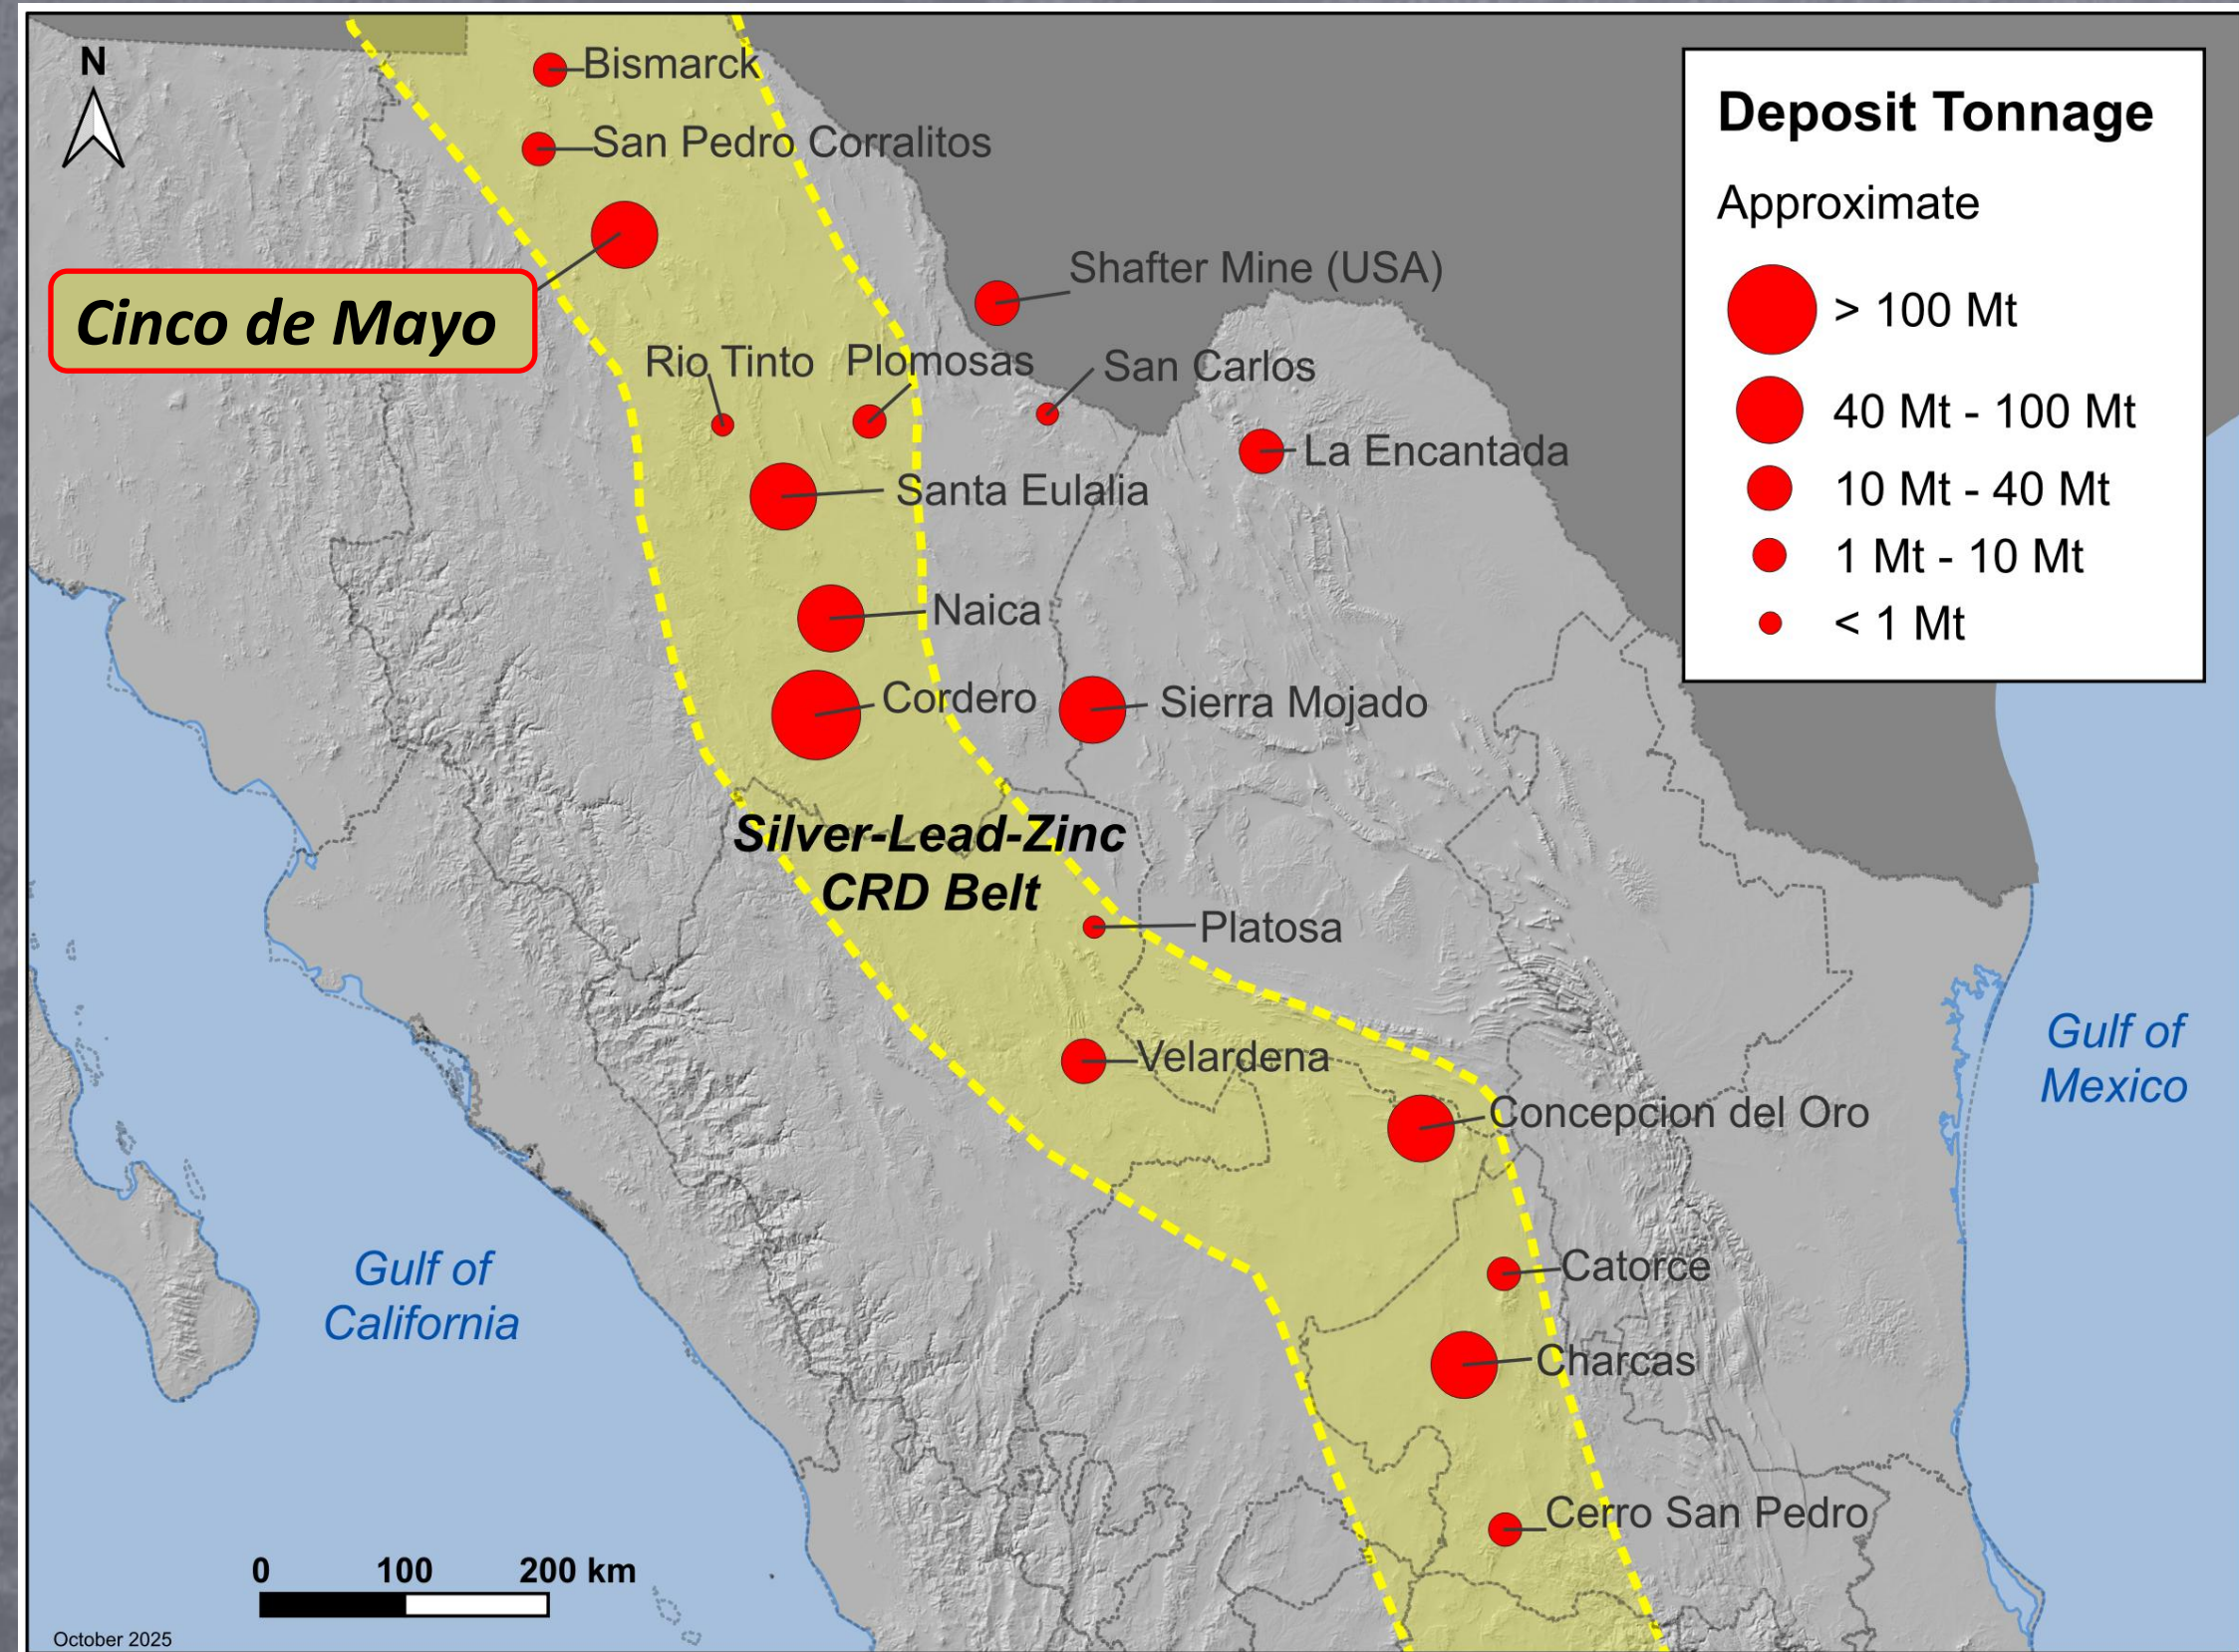 N
Bismarck
San Pedro Corralitos
Cinco de Mayo
Shafter Mine (USA)
Rio Tinto
Plomosas
San Carlos
La Encantada
Santa Eulalia
Naica
Cordero
Sierra Mojado
Silver-Lead-Zinc
CRD Belt
Platosa
Velardena
Concepcion del Oro
Catorce
Charcas
Cerro San Pedro
Gulf of
California
Gulf of
Mexico
Deposit Tonnage
Approximate
> 100 Mt
40 Mt - 100 Mt
10 Mt - 40 Mt
1 Mt - 10 Mt
< 1 Mt
0 100 200 km
October 2025